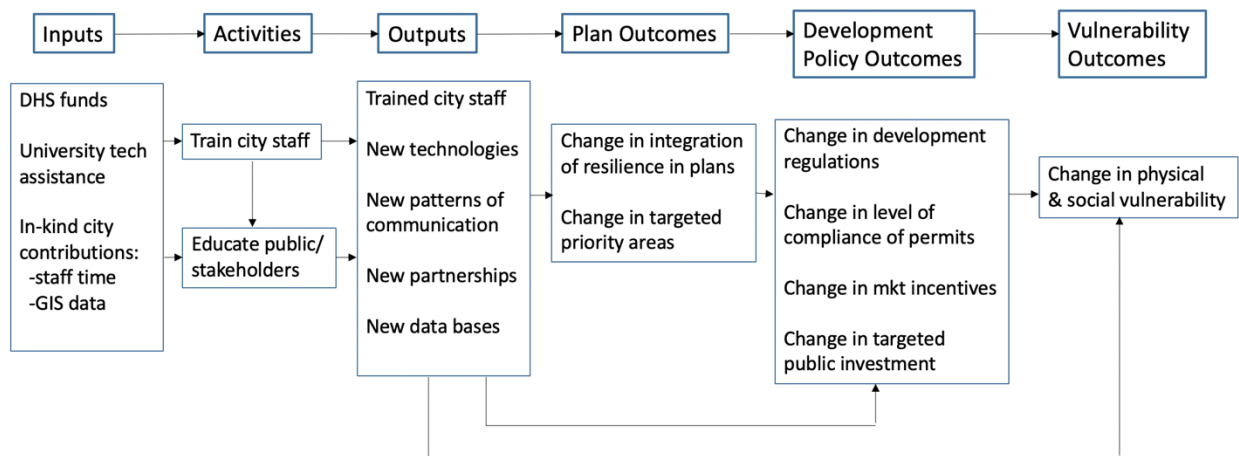 Inputs
Activities
Outputs
Plan Outcomes
Development
Policy Outcomes
Vulnerability
Outcomes
DHS funds
University tech
assistance
In-kind city
contributions:
-staff time
-GIS data
Train city staff
Educate public/
stakeholders
Trained city staff
New technologies
New patterns of
communication
New partnerships
New data bases
Change in integration
of resilience in plans
Change in targeted
priority areas
Change in development
regulations
Change in level of
compliance of permits
Change in mkt incentives
Change in targeted
public investment
Change in physical
& social vulnerability